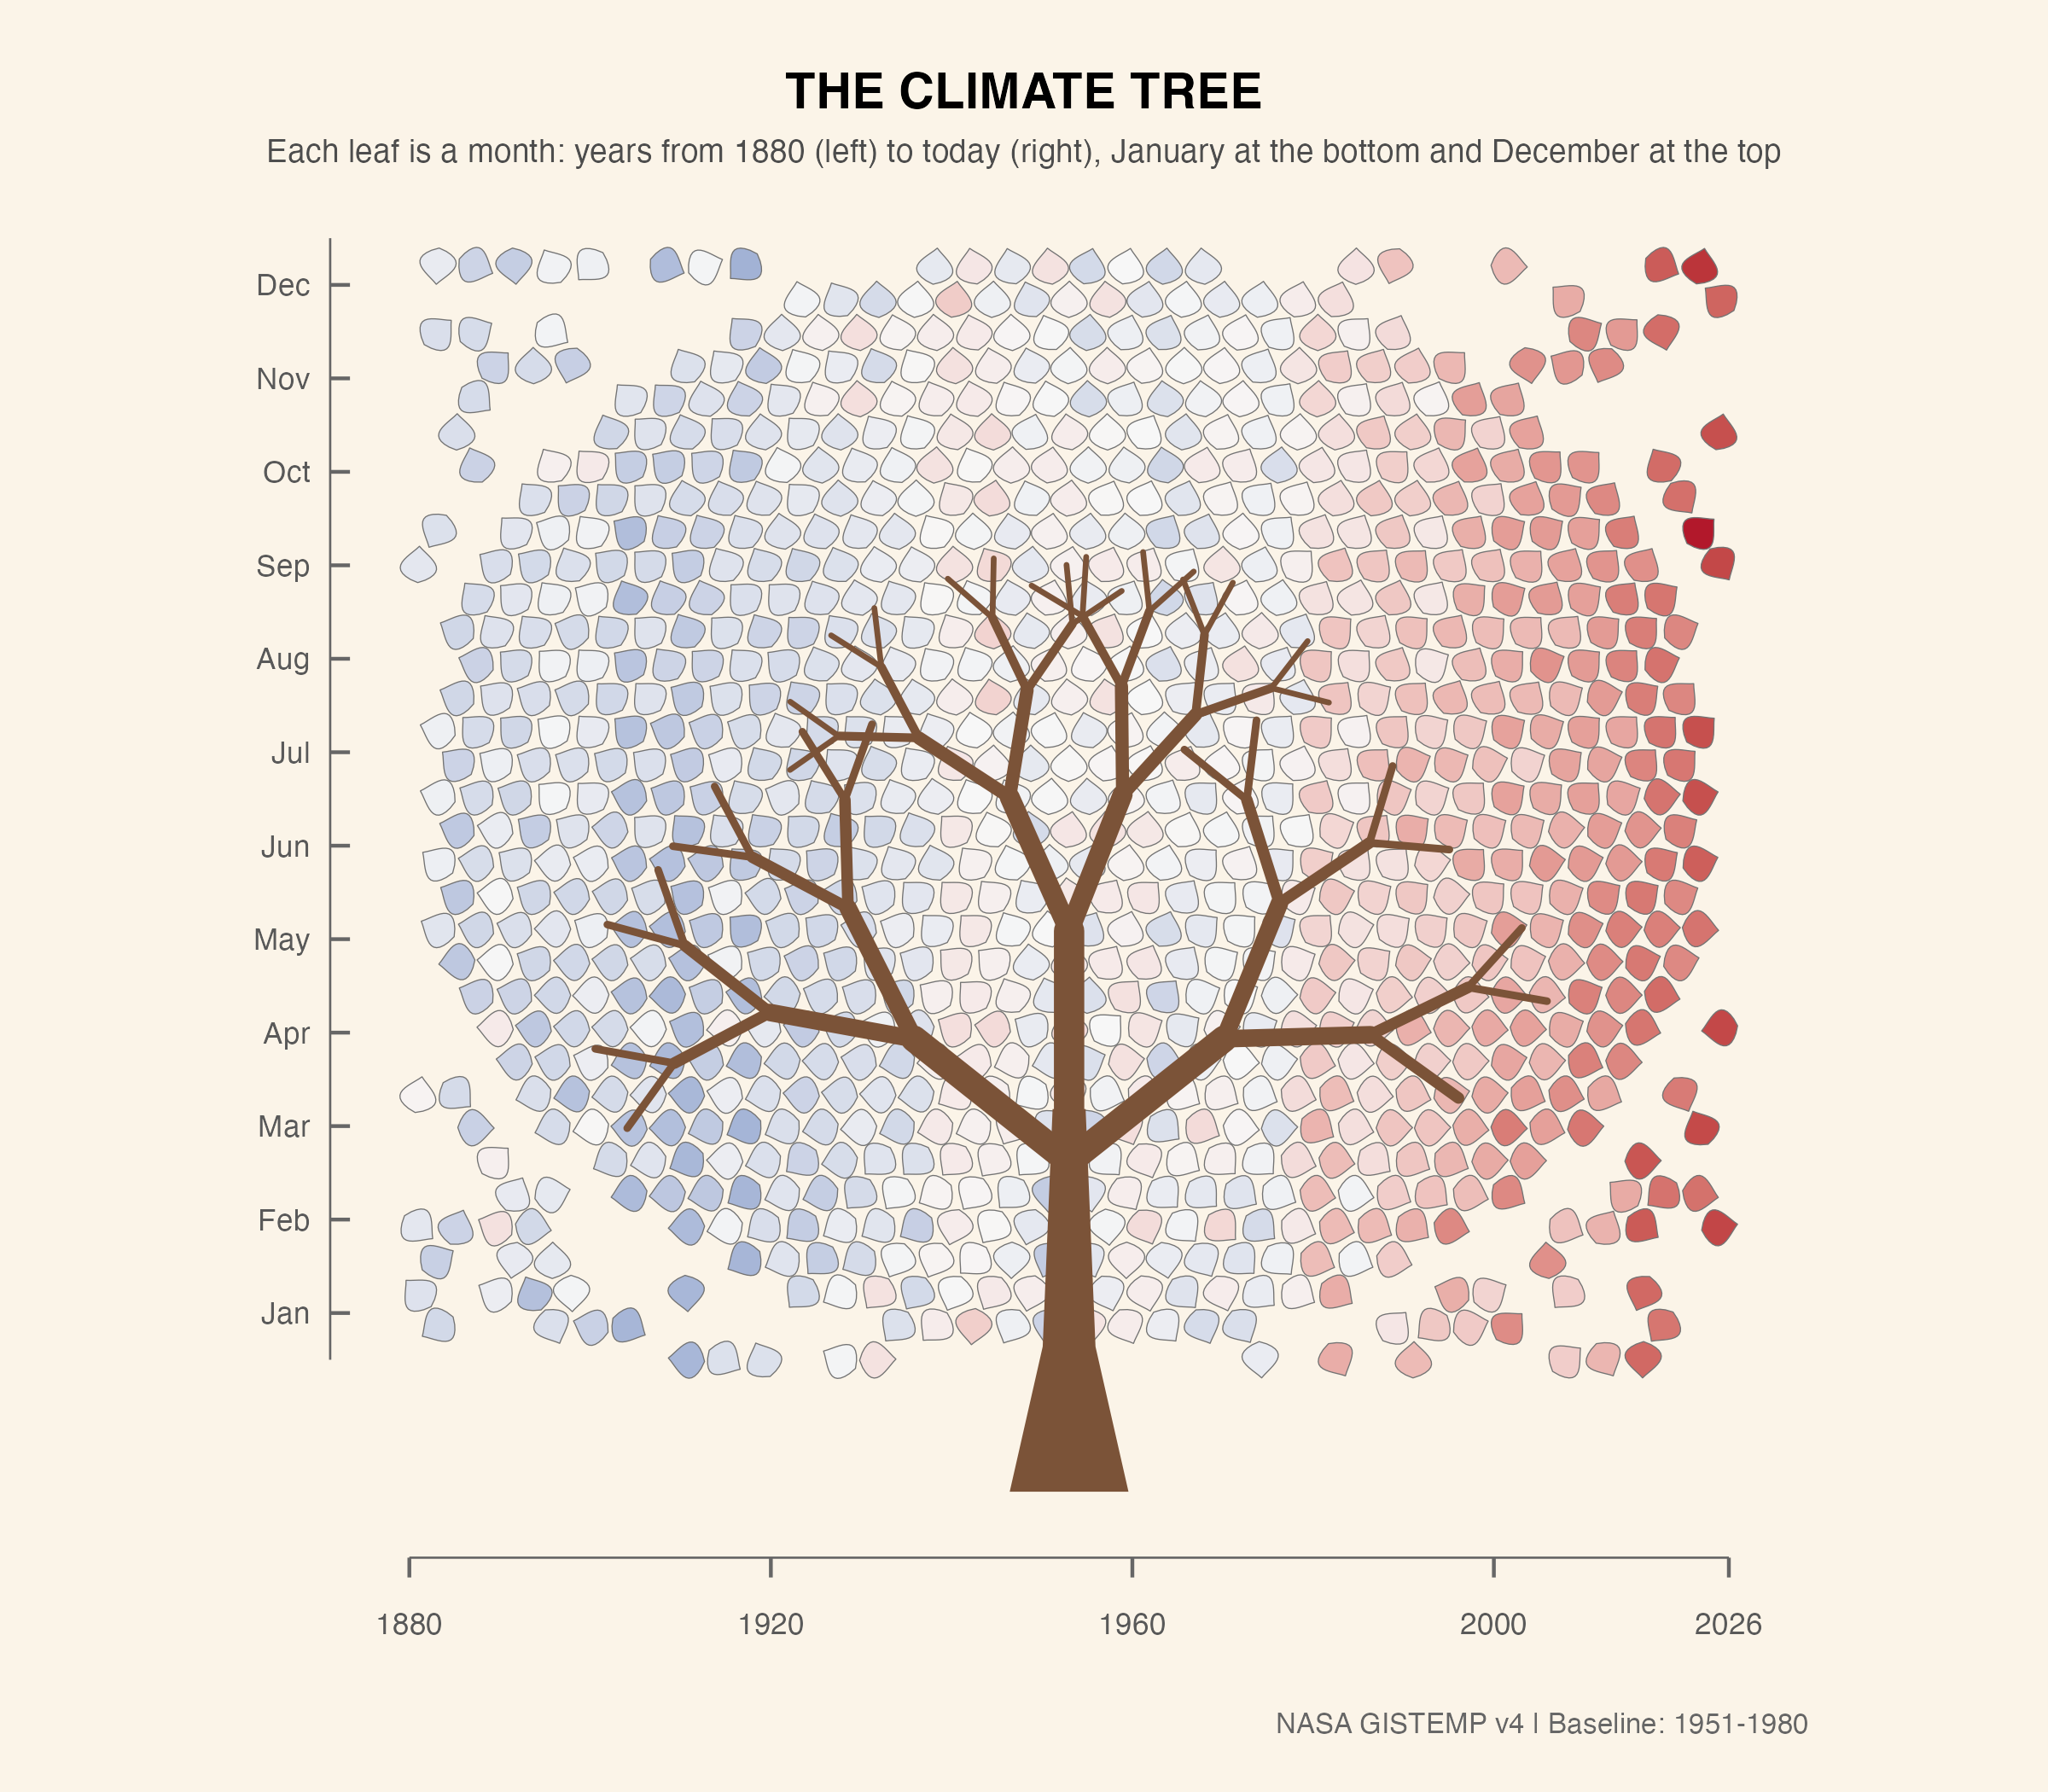 THE CLIMATE TREE
Each leaf is a month: years from 1880 (left) to today (right), January at the bottom and December at the top
Dec
Nov
Oct
Sep
Aug
Jul
Jun
May
Apr
Mar
Feb
Jan
1880 1920 1960 2000 2026
NASA GISTEMP v4 | Baseline: 1951-1980